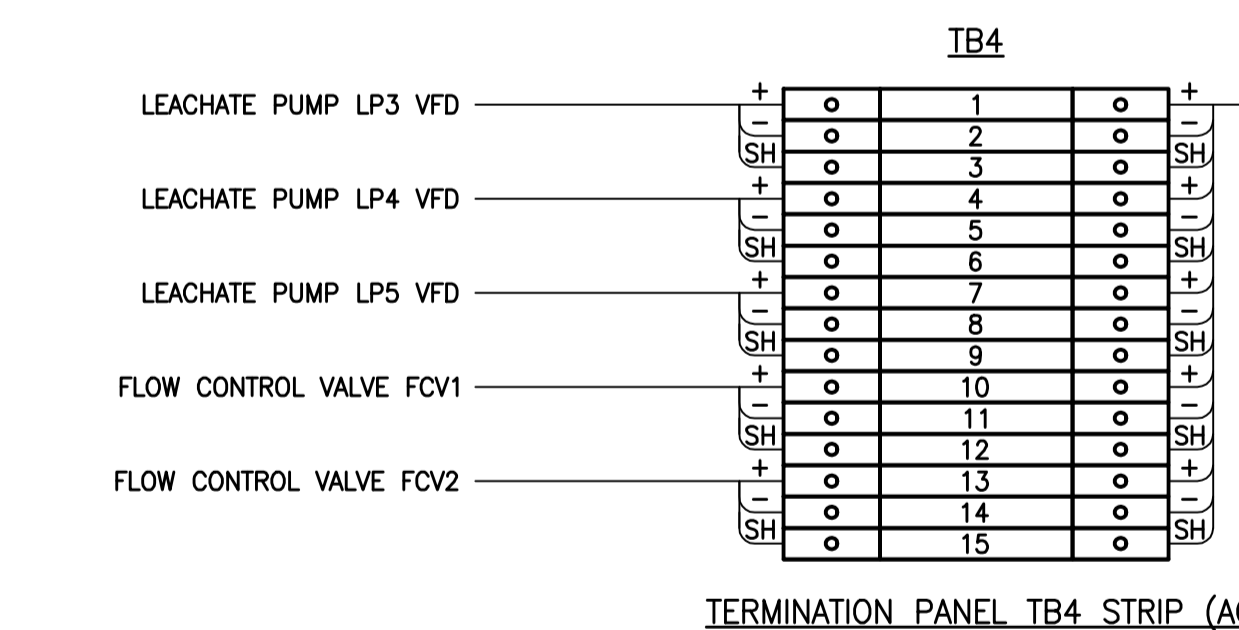 TB4
LEACHATE PUMP LP3 VFD + 1 +
- 2 -
SH 3 SH
LEACHATE PUMP LP4 VFD + 4 +
- 5 -
SH 6 SH
LEACHATE PUMP LP5 VFD + 7 +
- 8 -
SH 9 SH
FLOW CONTROL VALVE FCV1 + 10 +
- 11 -
SH 12 SH
FLOW CONTROL VALVE FCV2 + 13 +
- 14 -
SH 15 SH
TERMINATION PANEL TB4 STRIP (A